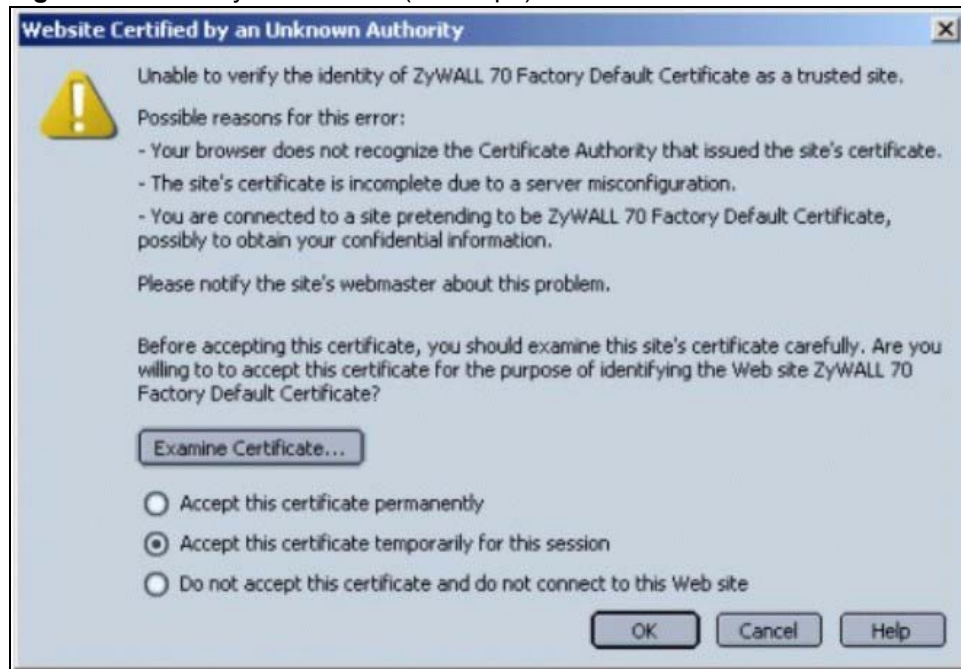 Website Certified by an Unknown Authority
Unable to verify the identity of ZyWALL 70 Factory Default Certificate as a trusted site.
Possible reasons for this error:
- Your browser does not recognize the Certificate Authority that issued the site's certificate.
- The site's certificate is incomplete due to a server misconfiguration.
- You are connected to a site pretending to be ZyWALL 70 Factory Default Certificate,
possibly to obtain your confidential information.
Please notify the site's webmaster about this problem.
Before accepting this certificate, you should examine this site's certificate carefully. Are you
willing to to accept this certificate for the purpose of identifying the Web site ZyWALL 70
Factory Default Certificate?
Examine Certificate...
Accept this certificate permanently
Accept this certificate temporarily for this session
Do not accept this certificate and do not connect to this Web site
OK Cancel Help